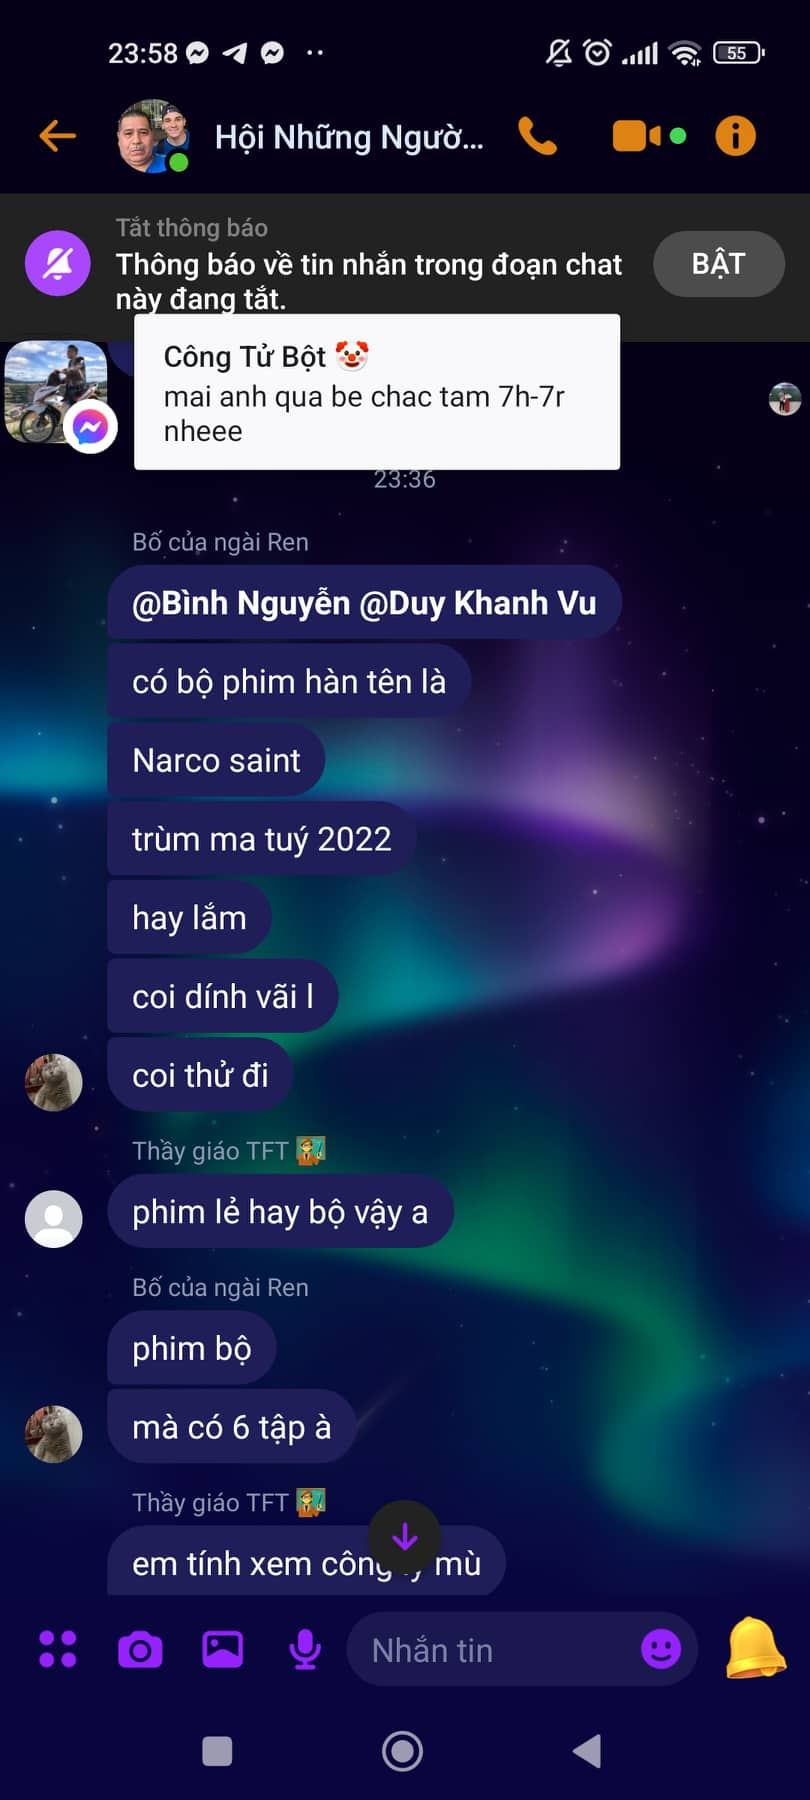 23:58
55
Hội Những Ngườ...
Tắt thông báo
Thông báo về tin nhắn trong đoạn chat
này đang tắt.
BẬT
Công Tử Bột 🤡
mai anh qua be chac tam 7h-7r
nheee
23:36
Bố của ngài Ren
@Bình Nguyễn @Duy Khanh Vu
có bộ phim hàn tên là
Narco saint
trùm ma tuý 2022
hay lắm
coi dính vãi l
coi thử đi
Thầy giáo TFT 👨‍🏫
phim lẻ hay bộ vậy a
Bố của ngài Ren
phim bộ
mà có 6 tập à
Thầy giáo TFT 👨‍🏫
em tính xem công mù
Nhắn tin